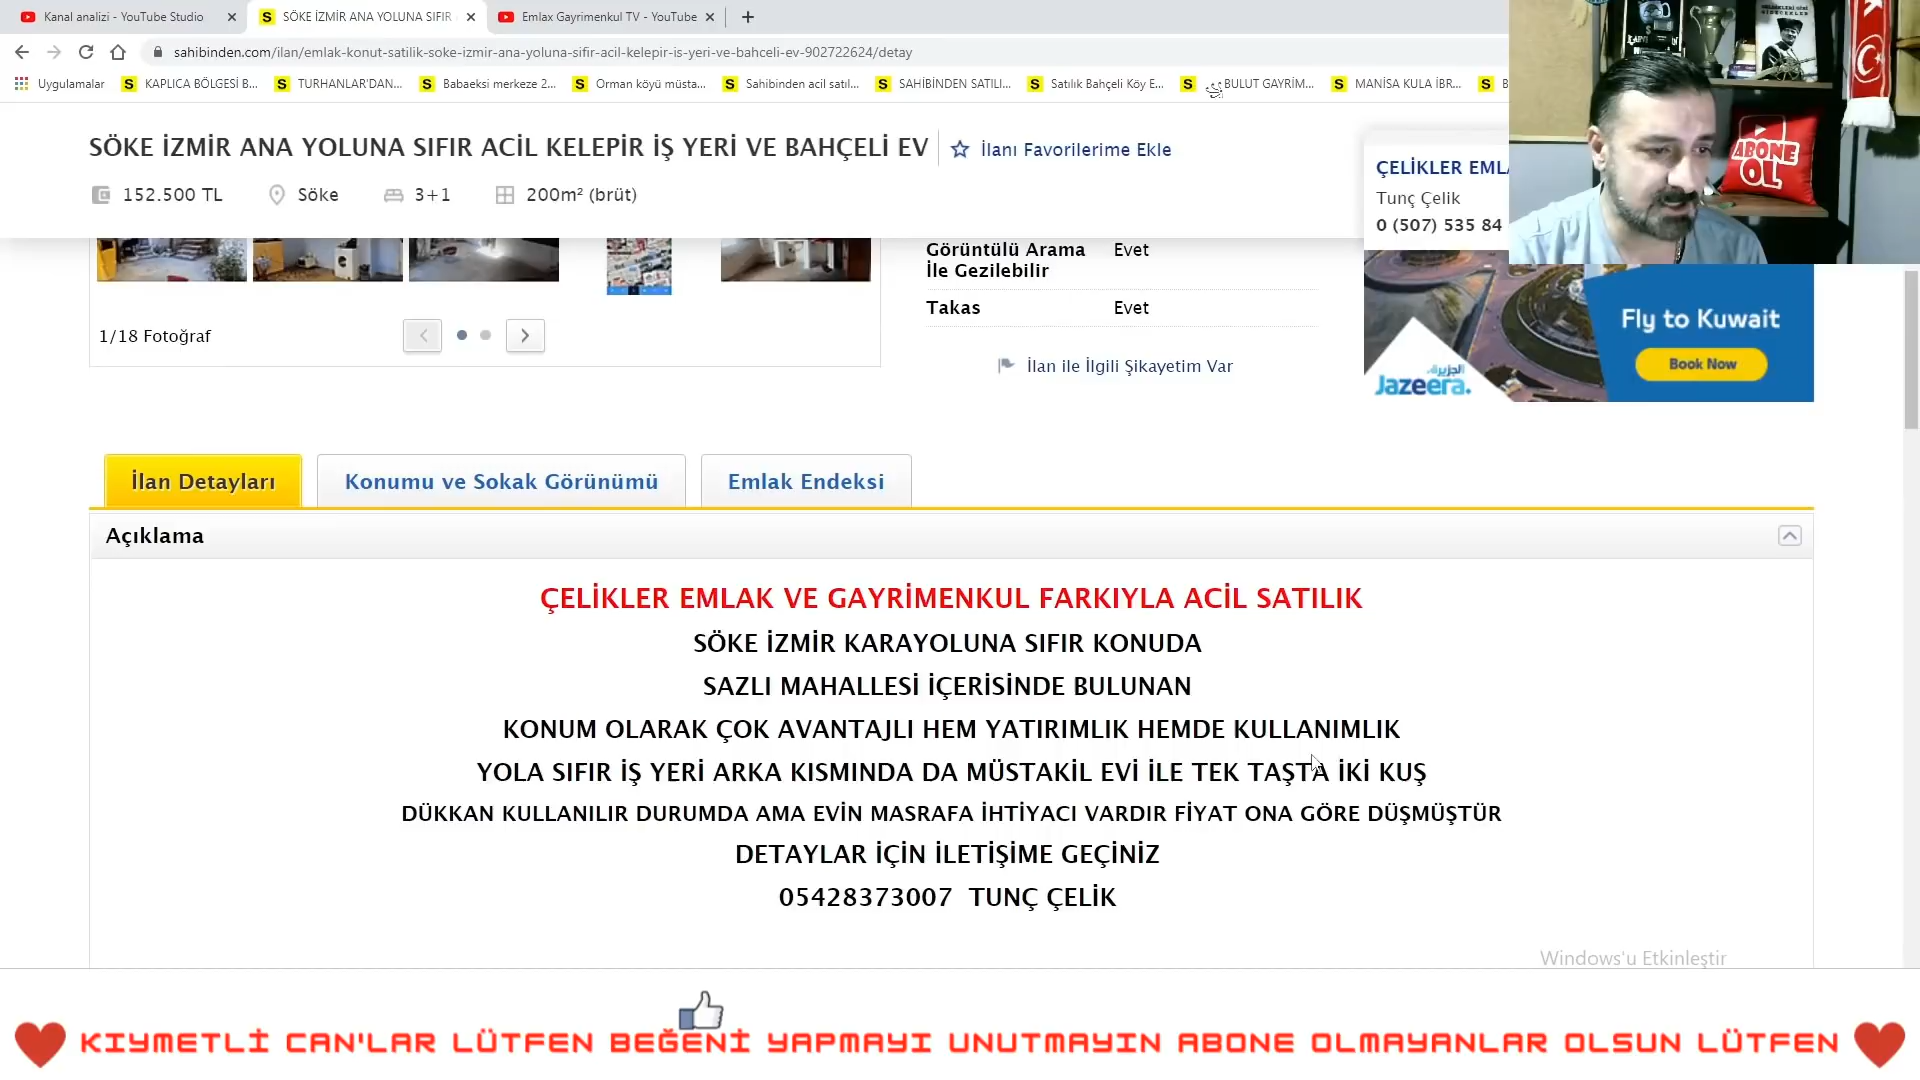 Kanal analizi - YouTube Studio
SÖKE İZMİR ANA YOLUNA SIFIR
Emlax Gayrimenkul TV - YouTube
sahibinden.com/ilan/emlak-konut-satilik-soke-izmir-ana-yoluna-sifir-acil-kelepir-is-yeri-ve-bahceli-ev-902722624/detay
Uygulamalar
KAPLICA BÖLGESİ B...
TURHANLAR'DAN...
Babaeksi merkeze 2...
Orman köyü müsta...
Sahibinden acil satıl...
SAHİBİNDEN SATILI...
Satılık Bahçeli Köy E...
BULUT GAYRİM...
MANİSA KULA İBR...
SÖKE İZMİR ANA YOLUNA SIFIR ACİL KELEPİR İŞ YERİ VE BAHÇELİ EV
İlanı Favorilerime Ekle
152.500 TL
Söke
3+1
200m² (brüt)
ÇELİKLER EMLA
Tunç Çelik
0 (507) 535 84
ABONE
OL
Görüntülü Arama İle Gezilebilir
Evet
Takas
Evet
1/18 Fotoğraf
İlan ile İlgili Şikayetim Var
Fly to Kuwait
Book Now
الجزيرة
Jazeera.
İlan Detayları
Konumu ve Sokak Görünümü
Emlak Endeksi
Açıklama
ÇELİKLER EMLAK VE GAYRİMENKUL FARKIYLA ACİL SATILIK
SÖKE İZMİR KARAYOLUNA SIFIR KONUDA
SAZLI MAHALLESİ İÇERİSİNDE BULUNAN
KONUM OLARAK ÇOK AVANTAJLI HEM YATIRIMLIK HEMDE KULLANIMLIK
YOLA SIFIR İŞ YERİ ARKA KISMINDA DA MÜSTAKİL EVİ İLE TEK TAŞTA İKİ KUŞ
DÜKKAN KULLANILIR DURUMDA AMA EVİN MASRAFA İHTİYACI VARDIR FİYAT ONA GÖRE DÜŞMÜŞTÜR
DETAYLAR İÇİN İLETİŞİME GEÇİNİZ
05428373007 TUNÇ ÇELİK
Windows'u Etkinleştir
KIYMETLİ CAN'LAR LÜTFEN BEĞENİ YAPMAYI UNUTMAYIN ABONE OLMAYANLAR OLSUN LÜTFEN